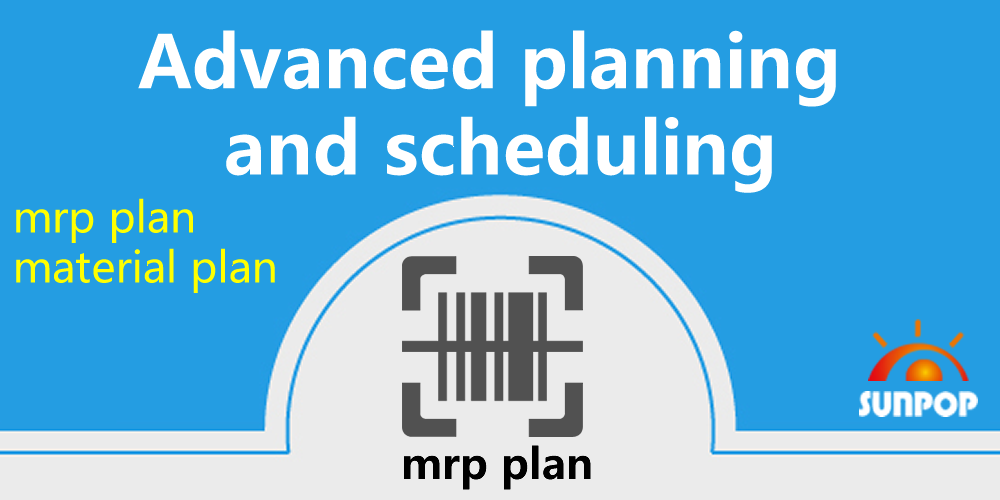 Advanced planning
and scheduling
mrp plan
material plan
SUNPOP
mrp plan